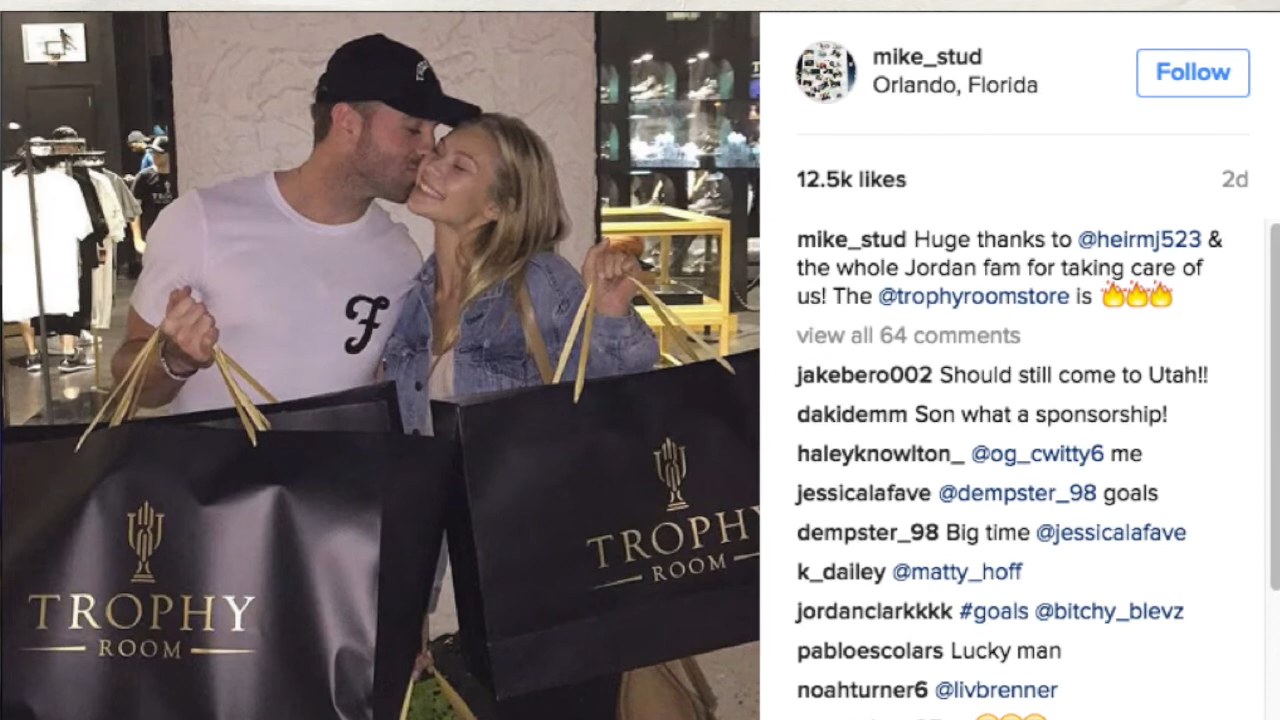 mike_stud
Orlando, Florida
Follow
12.5k likes
2d
mike_stud Huge thanks to @heirmj523 &
the whole Jordan fam for taking care of
us! The @trophyroomstore is 🔥🔥🔥
view all 64 comments
jakebero002 Should still come to Utah!!
dakidemm Son what a sponsorship!
haleyknowlton_ @og_cwitty6 me
jessicalafave @dempster_98 goals
dempster_98 Big time @jessicalafave
k_dailey @matty_hoff
jordanclarkkkk #goals @bitchy_blevz
pabloescolars Lucky man
noahturner6 @livbrenner
F
TROPHY
ROOM
TROPHY
ROOM